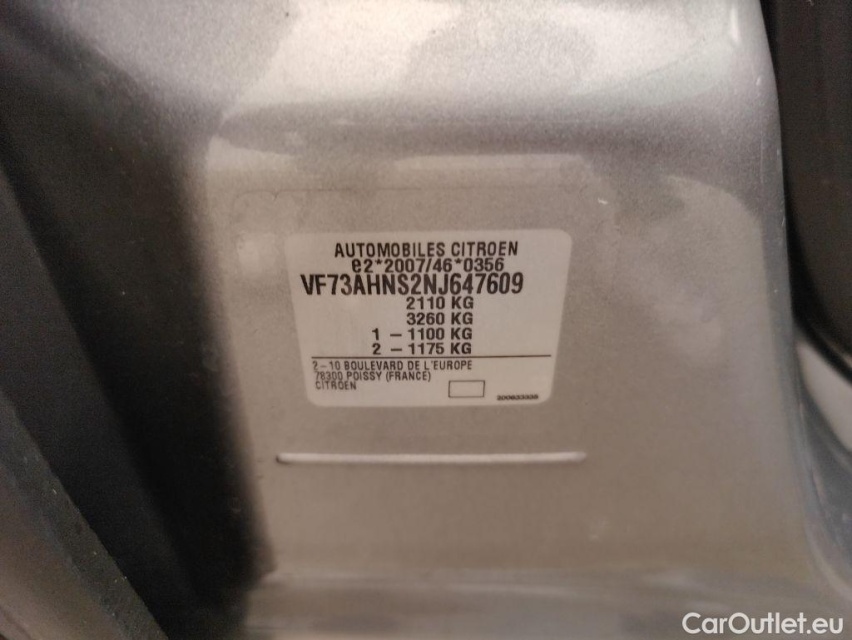 AUTOMOBILES CITROEN
e2*2007/46*0356
VF73AHNS2NJ647609
2110 KG
3260 KG
1 - 1100 KG
2 - 1175 KG
2-10 BOULEVARD DE L'EUROPE
78300 POISSY (FRANCE)
CITROEN
CarOutlet.eu